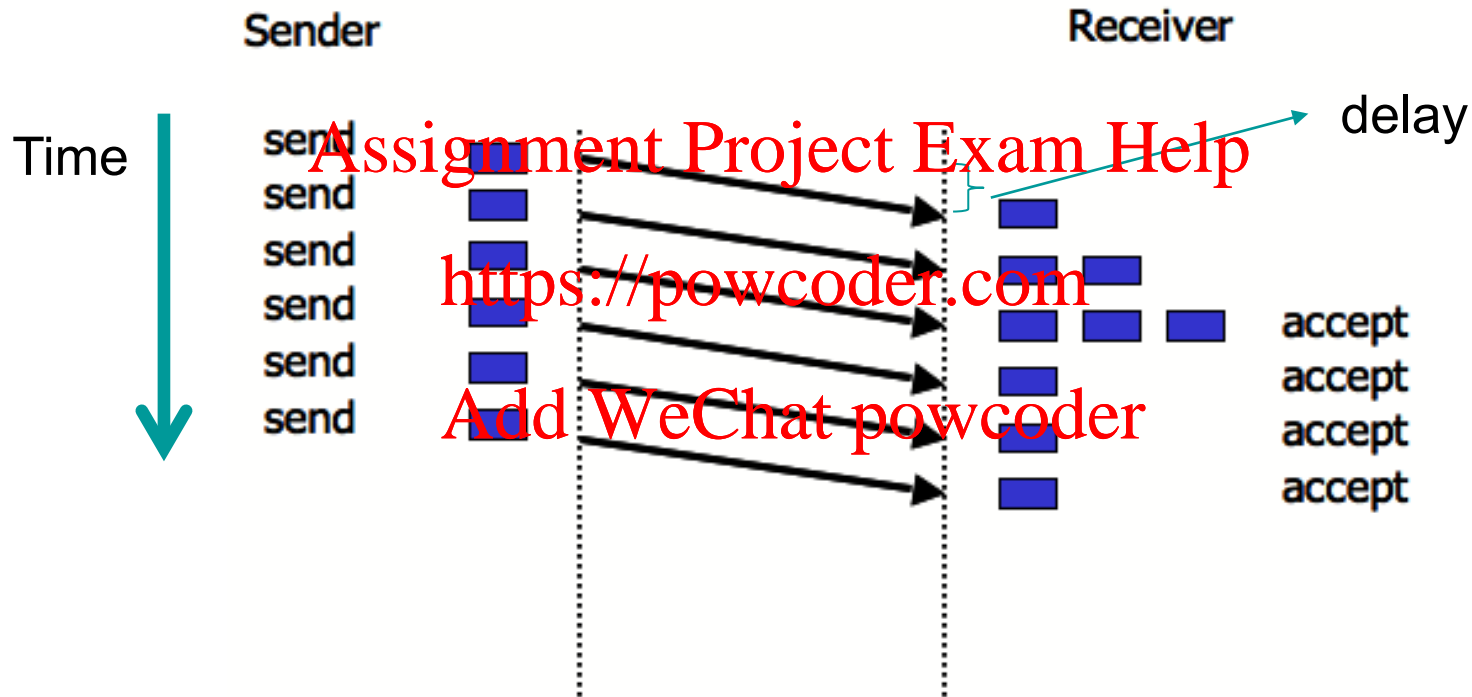 Sender
Receiver
delay
Time
send
Assignment Project Exam Help
send
send
https://powcoder.com
send
accept
send
accept
send
Add WeChat powcoder
accept
accept